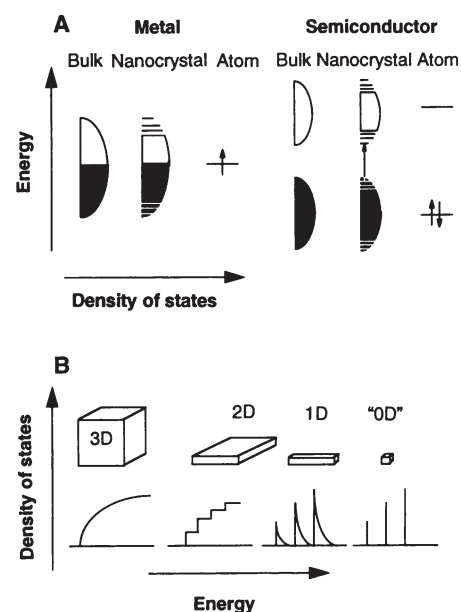 A
Metal
Semiconductor
Bulk Nanocrystal Atom
Bulk Nanocrystal Atom
Energy
Density of states
B
3D
2D
1D
“0D”
Density of states
Energy